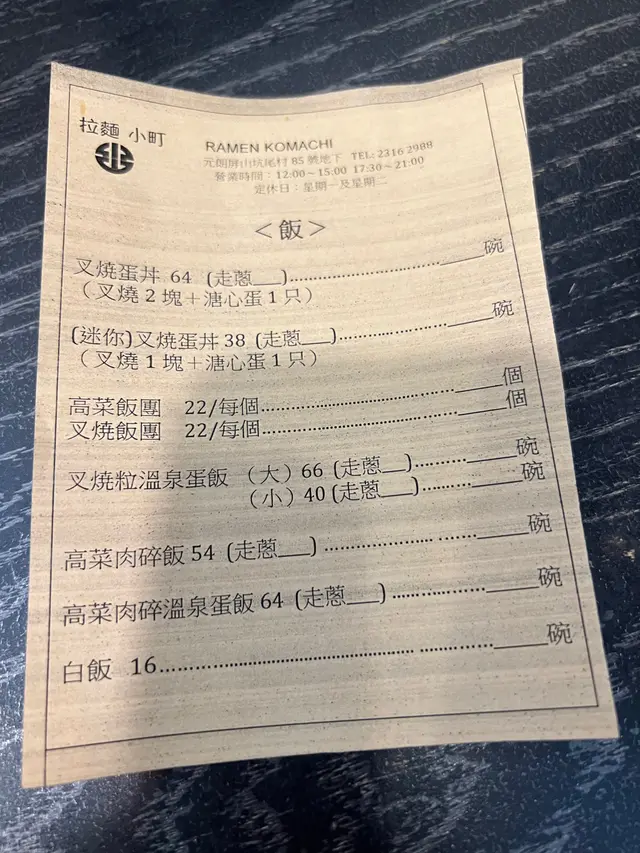 拉麵 小町
RAMEN KOMACHI
元朗屏山坑尾村 85 號地下 TEL: 2316 2988
營業時間：12:00～15:00 17:30～21:00
定休日：星期一及星期二
＜飯＞
叉燒蛋丼 64 (走蔥___)..............................______碗
（叉燒 2 塊＋溏心蛋 1 只）
(迷你)叉燒蛋丼 38 (走蔥___)......................______碗
（叉燒 1 塊＋溏心蛋 1 只）
高菜飯團 22/每個....................................______個
叉燒飯團 22/每個....................................______個
叉燒粒溫泉蛋飯 （大）66 (走蔥___)...........______碗
（小）40 (走蔥___)...........______碗
高菜肉碎飯 54 (走蔥___) ..........................______碗
高菜肉碎溫泉蛋飯 64 (走蔥___) .................______碗
白飯 16..................................................______碗